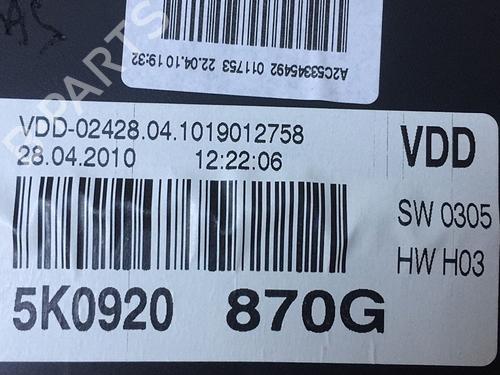 A2C53345492 011753 22.04.10 19:32
VDD-02428.04.1019012758
28.04.2010 12:22:06
VDD
SW 0305
HW H03
5K0920 870G